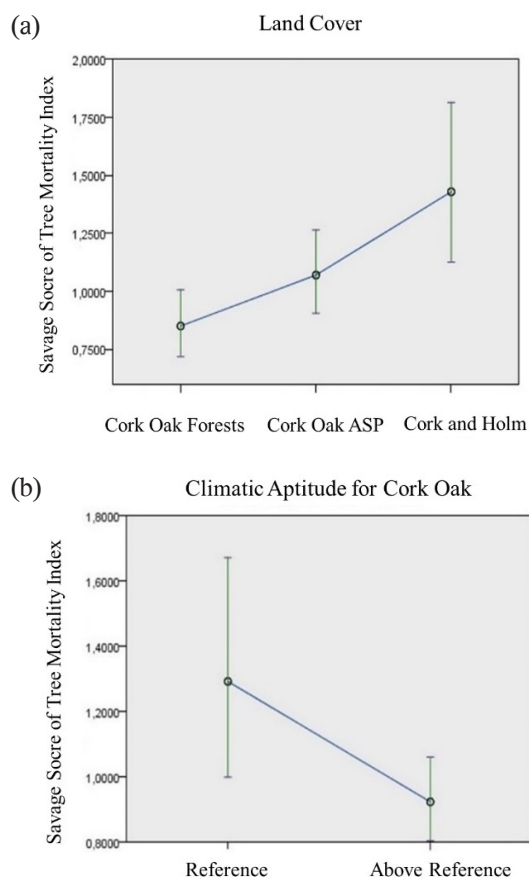 (a)
Land Cover
Savage Socre of Tree Mortality Index
2,0000
1,7500
1,5000
1,2500
1,0000
0,7500
Cork Oak Forests Cork Oak ASP Cork and Holm
(b)
Climatic Aptitude for Cork Oak
Savage Socre of Tree Mortality Index
1,8000
1,6000
1,4000
1,2000
1,0000
0,8000
Reference Above Reference